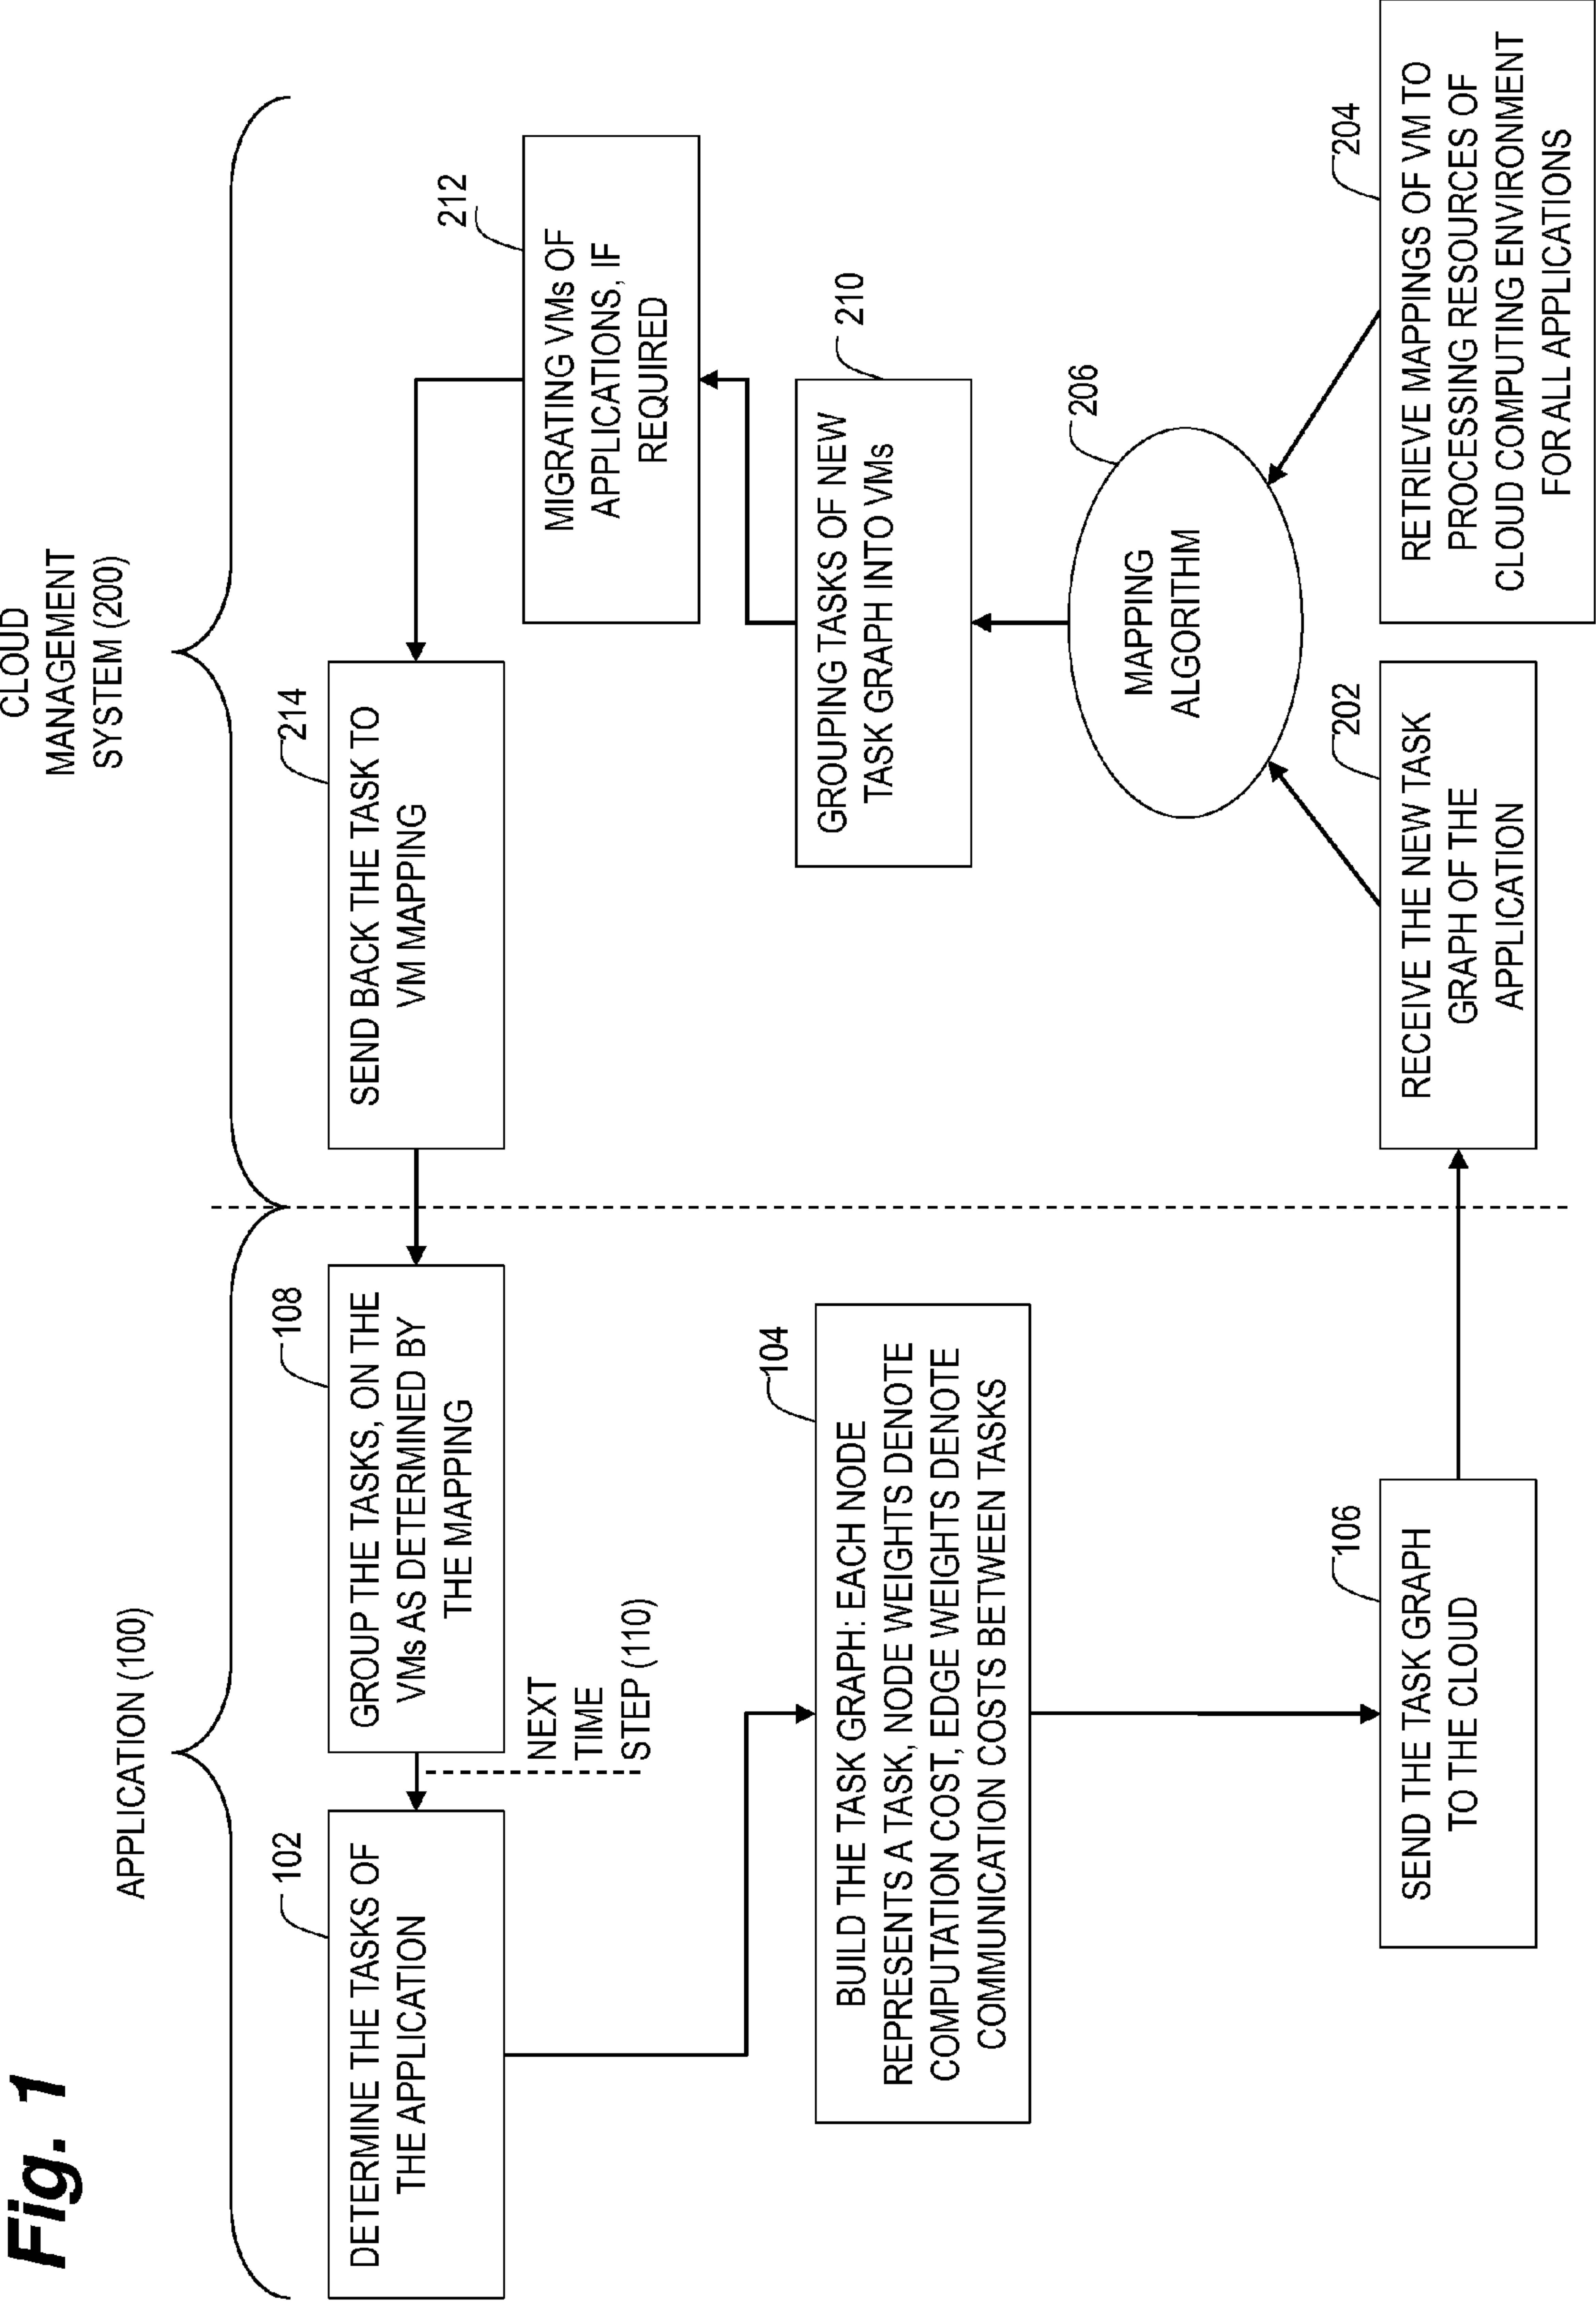 Fig. 1
APPLICATION (100)
CLOUD
MANAGEMENT
SYSTEM (200)
102
DETERMINE THE TASKS OF
THE APPLICATION
108
GROUP THE TASKS, ON THE
VMs AS DETERMINED BY
THE MAPPING
NEXT
TIME
STEP (110)
214
SEND BACK THE TASK TO
VM MAPPING
212
MIGRATING VMs OF
APPLICATIONS, IF
REQUIRED
104
BUILD THE TASK GRAPH: EACH NODE
REPRESENTS A TASK, NODE WEIGHTS DENOTE
COMPUTATION COST, EDGE WEIGHTS DENOTE
COMMUNICATION COSTS BETWEEN TASKS
210
GROUPING TASKS OF NEW
TASK GRAPH INTO VMs
206
MAPPING
ALGORITHM
106
SEND THE TASK GRAPH
TO THE CLOUD
202
RECEIVE THE NEW TASK
GRAPH OF THE
APPLICATION
204
RETRIEVE MAPPINGS OF VM TO
PROCESSING RESOURCES OF
CLOUD COMPUTING ENVIRONMENT
FOR ALL APPLICATIONS